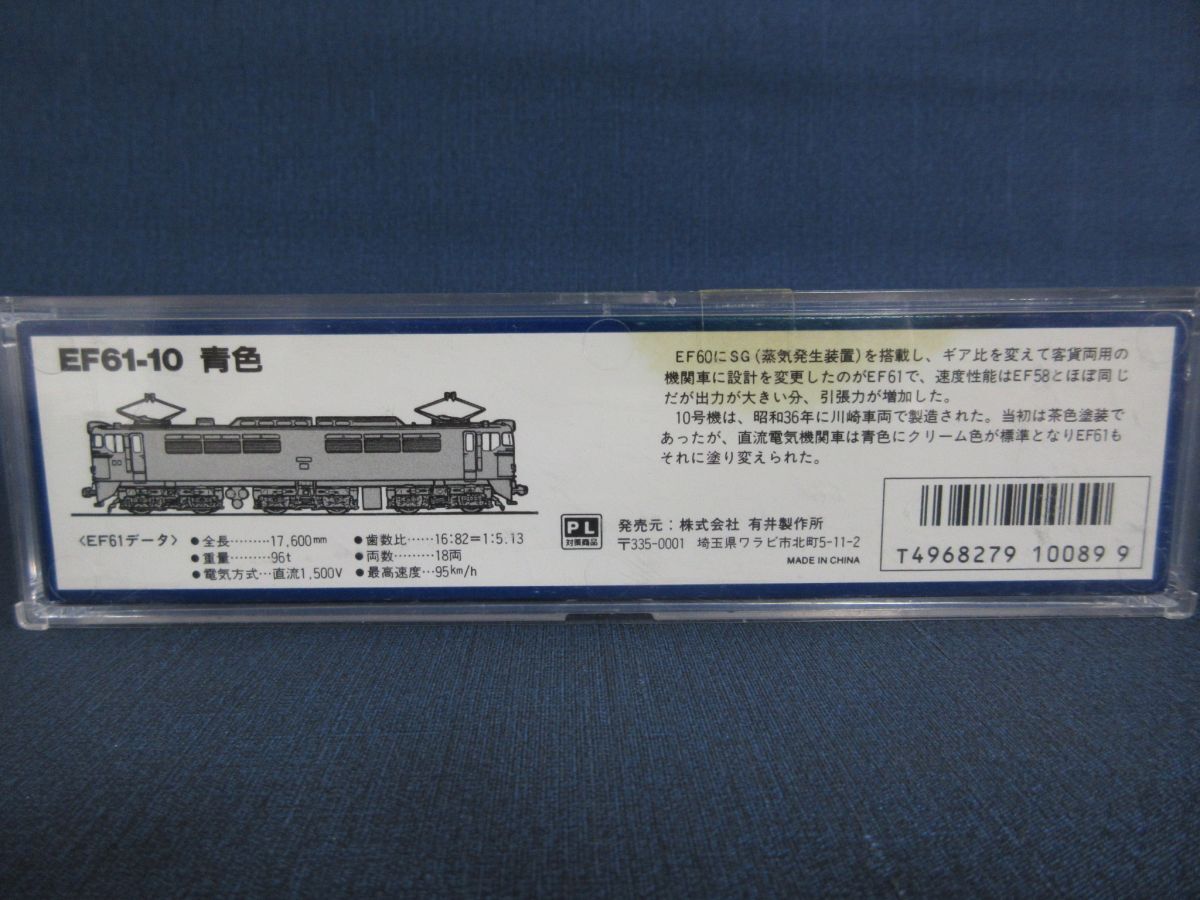 EF61-10 青色
〈EF61データ〉
●全長………17,600mm
●重量………96t
●電気方式…直流1,500V
●歯数比……16:82=1:5.13
●両数………18両
●最高速度…95km/h
EF60にSG(蒸気発生装置)を搭載し、ギア比を変えて客貨両用の
機関車に設計を変更したのがEF61で、速度性能はEF58とほぼ同じ
だが出力が大きい分、引張力が増加した。
10号機は、昭和36年に川崎車両で製造された。当初は茶色塗装で
あったが、直流電気機関車は青色にクリーム色が標準となりEF61も
それに塗り変えられた。
PL
対策商品
発売元:株式会社 有井製作所
〒335-0001 埼玉県ワラビ市北町5-11-2
MADE IN CHINA
T4968279 10089 9